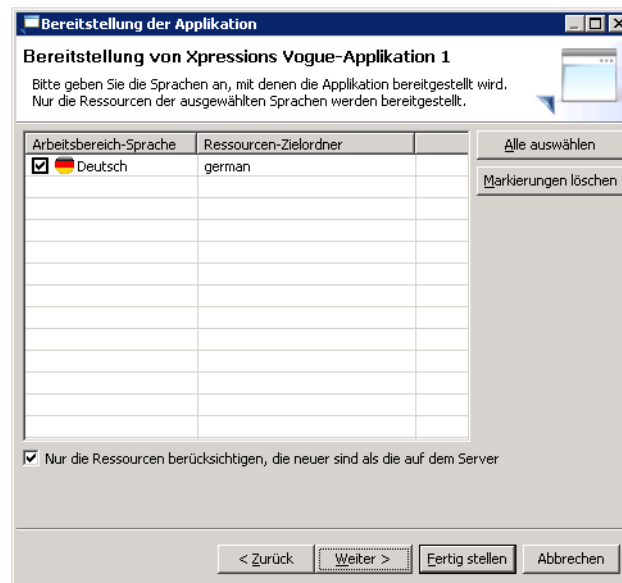 Bereitstellung der Applikation
Bereitstellung von Xpressions Vogue-Applikation 1
Bitte geben Sie die Sprachen an, mit denen die Applikation bereitgestellt wird.
Nur die Ressourcen der ausgewählten Sprachen werden bereitgestellt.
Arbeitsbereich-Sprache Ressourcen-Zielordner Alle auswählen
Deutsch german
Markierungen löschen
Nur die Ressourcen berücksichtigen, die neuer sind als die auf dem Server
< Zurück Weiter > Fertig stellen Abbrechen